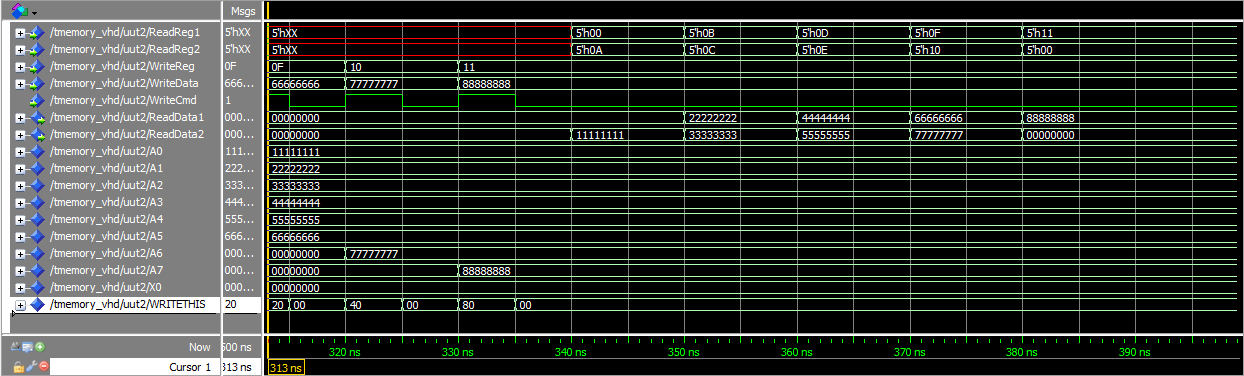 Msgs
/tmemory_vhd/uut2/ReadReg1 5'hXX 5'hXX 5'h00 5'h0B 5'h0D 5'h0F 5'h11
/tmemory_vhd/uut2/ReadReg2 5'hXX 5'hXX 5'h0A 5'h0C 5'h0E 5'h10 5'h00
/tmemory_vhd/uut2/WriteReg 0F 0F 10 11
/tmemory_vhd/uut2/WriteData 666... 66666666 77777777 88888888
/tmemory_vhd/uut2/WriteCmd 1
/tmemory_vhd/uut2/ReadData1 000... 00000000 22222222 44444444 66666666 88888888
/tmemory_vhd/uut2/ReadData2 000... 00000000 11111111 33333333 55555555 77777777 00000000
/tmemory_vhd/uut2/A0 111... 11111111
/tmemory_vhd/uut2/A1 222... 22222222
/tmemory_vhd/uut2/A2 333... 33333333
/tmemory_vhd/uut2/A3 444... 44444444
/tmemory_vhd/uut2/A4 555... 55555555
/tmemory_vhd/uut2/A5 666... 66666666
/tmemory_vhd/uut2/A6 000... 00000000 77777777
/tmemory_vhd/uut2/A7 000... 00000000 88888888
/tmemory_vhd/uut2/X0 000... 00000000
/tmemory_vhd/uut2/WRITETHIS 20 20 00 40 00 80 00
Now 500 ns 320 ns 330 ns 340 ns 350 ns 360 ns 370 ns 380 ns 390 ns
Cursor 1 313 ns 313 ns